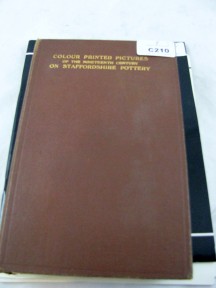 C210
COLOUR PRINTED PICTURES
OF THE NINETEENTH CENTURY
ON STAFFORDSHIRE POTTERY